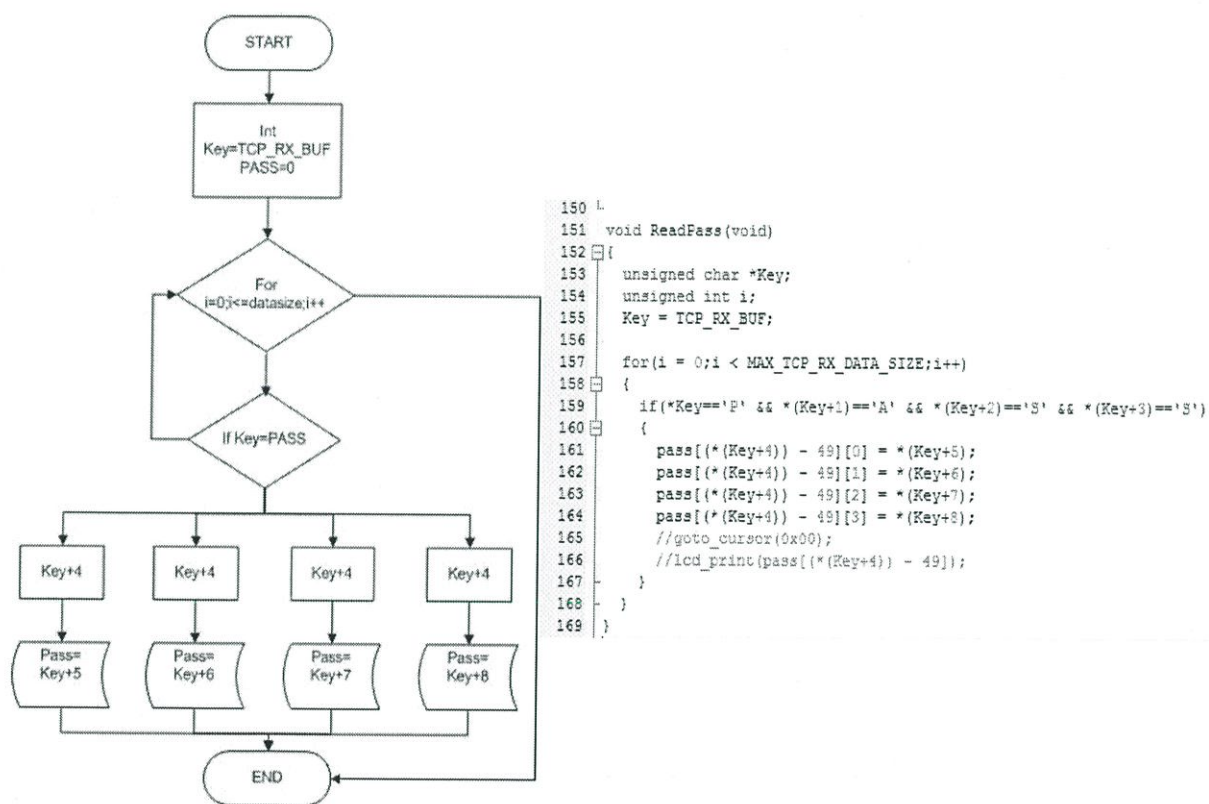 START
Int
Key=TCP_RX_BUF
PASS=0
For
i=0;i<=datasize;i++
If Key=PASS
Key+4
Key+4
Key+4
Key+4
Pass=
Key+5
Pass=
Key+6
Pass=
Key+7
Pass=
Key+8
END
150
151 void ReadPass(void)
152 {
153 unsigned char *Key;
154 unsigned int i;
155 Key = TCP_RX_BUF;
156
157 for(i = 0;i < MAX_TCP_RX_DATA_SIZE;i++)
158 {
159 if(*Key=='P' && *(Key+1)=='A' && *(Key+2)=='S' && *(Key+3)=='S')
160 {
161 pass[(*(Key+4)) - 49][0] = *(Key+5);
162 pass[(*(Key+4)) - 49][1] = *(Key+6);
163 pass[(*(Key+4)) - 49][2] = *(Key+7);
164 pass[(*(Key+4)) - 49][3] = *(Key+8);
165 //goto_cursor(0x00);
166 //lcd_print(pass[(*(Key+4)) - 49]);
167 }
168 }
169 }